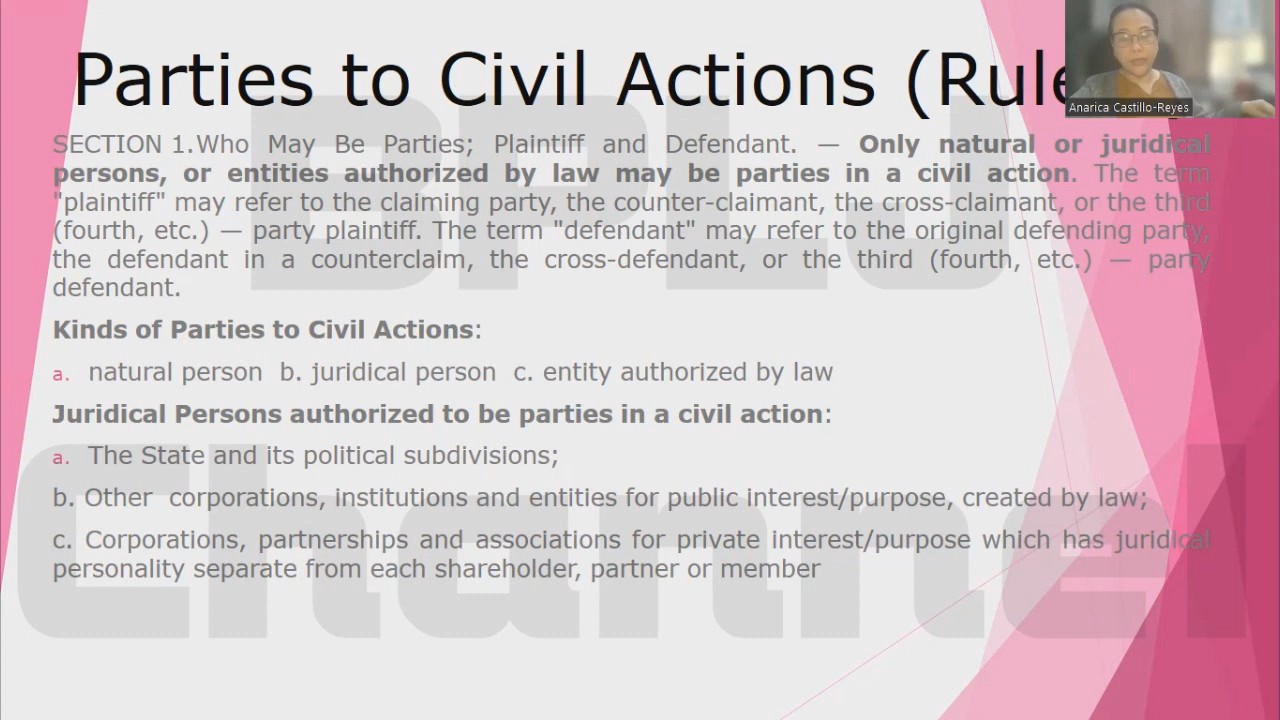 Parties to Civil Actions (Rule
Anarica Castillo-Reyes
SECTION 1.Who May Be Parties; Plaintiff and Defendant. — Only natural or juridical
persons, or entities authorized by law may be parties in a civil action. The term
"plaintiff" may refer to the claiming party, the counter-claimant, the cross-claimant, or the third
(fourth, etc.) — party plaintiff. The term "defendant" may refer to the original defending party,
the defendant in a counterclaim, the cross-defendant, or the third (fourth, etc.) — party
defendant.
Kinds of Parties to Civil Actions:
a. natural person b. juridical person c. entity authorized by law
Juridical Persons authorized to be parties in a civil action:
a. The State and its political subdivisions;
b. Other corporations, institutions and entities for public interest/purpose, created by law;
c. Corporations, partnerships and associations for private interest/purpose which has juridical
personality separate from each shareholder, partner or member
BPLJ
Channel